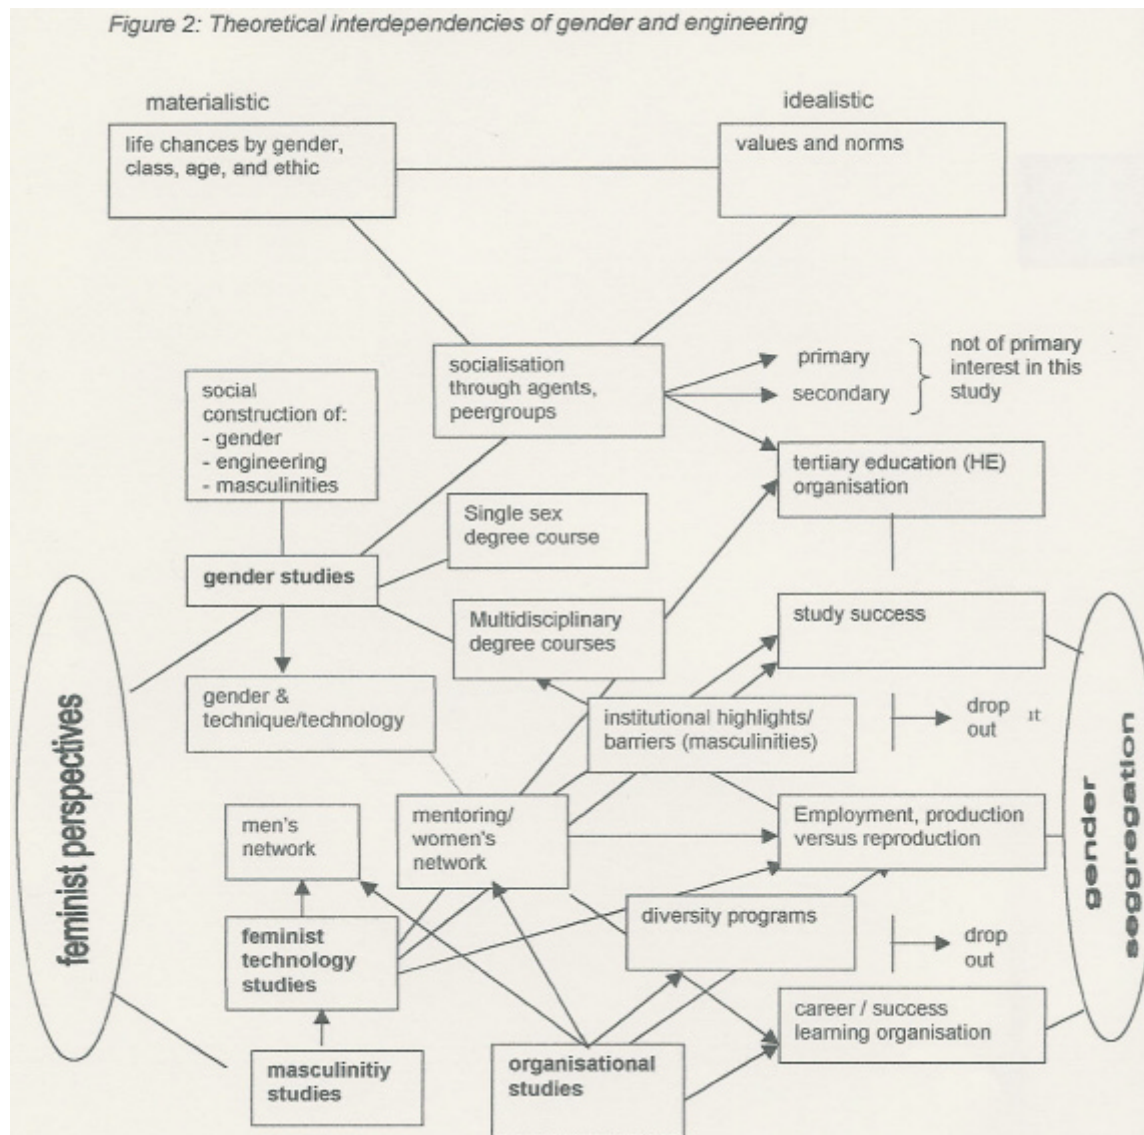 Figure 2: Theoretical interdependencies of gender and engineering
materialistic
idealistic
life chances by gender,
class, age, and ethic
values and norms
socialisation
through agents,
peergroups
primary
secondary
not of primary
interest in this
study
social
construction of:
- gender
- engineering
- masculinities
tertiary education (HE)
organisation
Single sex
degree course
gender studies
Multidisciplinary
degree courses
study success
gender &
technique/technology
institutional highlights/
barriers (masculinities)
drop
out
ıt
feminist perspectives
gender
seggregation
men's
network
mentoring/
women's
network
Employment, production
versus reproduction
diversity programs
feminist
technology
studies
drop
out
career / success
learning organisation
masculinitiy
studies
organisational
studies